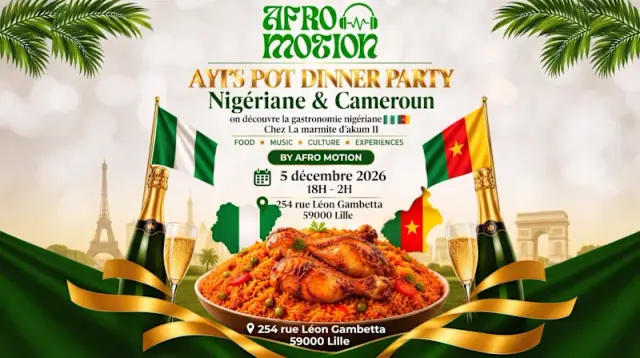 AFRO
MOTION
AYI'S POT DINNER PARTY
Nigériane & Cameroun
on découvre la gastronomie nigériane
Chez La marmite d'akum II
FOOD • MUSIC • CULTURE • EXPERIENCES
BY AFRO MOTION
5 décembre 2026
18H - 2H
254 rue Léon Gambetta
59000 Lille
254 rue Léon Gambetta
59000 Lille